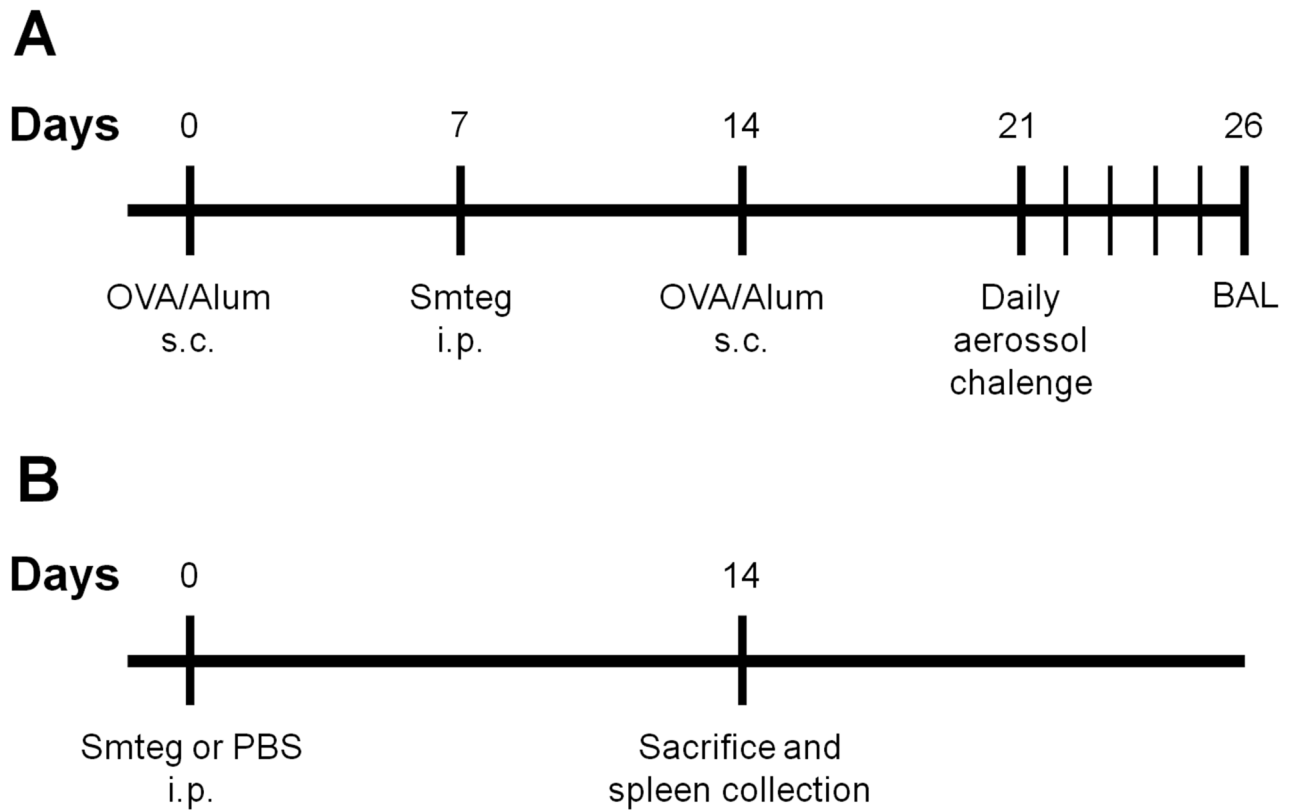 A
Days 0 7 14 21 26
OVA/Alum Smteg OVA/Alum Daily BAL
s.c. i.p. s.c. aerossol
chalenge
B
Days 0 14
Smteg or PBS Sacrifice and
i.p. spleen collection